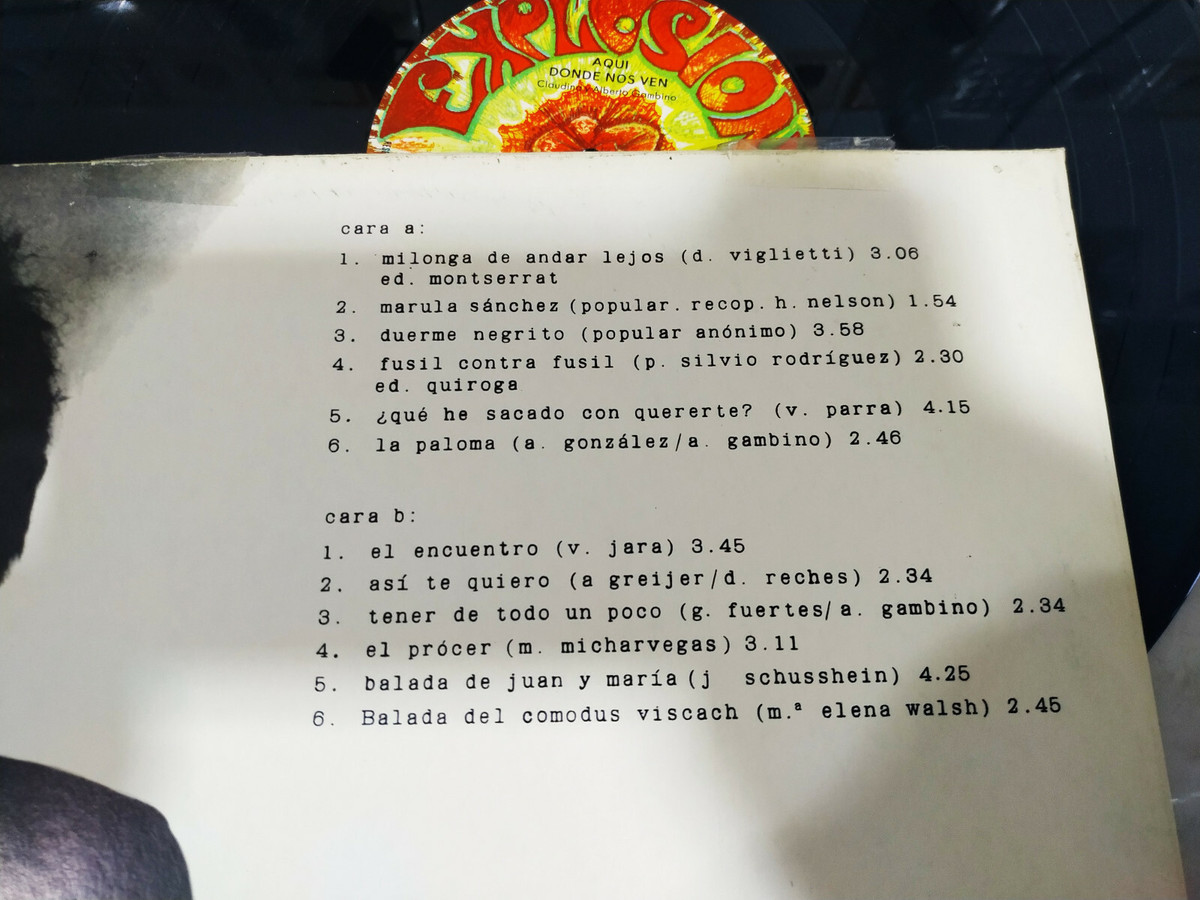 EXPLOSION
AQUI
DONDE NOS VEN
Claudina y Alberto Gambino
cara a:
1. milonga de andar lejos (d. viglietti) 3.06
ed. montserrat
2. marula sánchez (popular. recop. h. nelson) 1.54
3. duerme negrito (popular anónimo) 3.58
4. fusil contra fusil (p. silvio rodríguez) 2.30
ed. quiroga
5. ¿qué he sacado con quererte? (v. parra) 4.15
6. la paloma (a. gonzález/a. gambino) 2.46
cara b:
1. el encuentro (v. jara) 3.45
2. así te quiero (a greijer/d. reches) 2.34
3. tener de todo un poco (g. fuertes/a. gambino) 2.34
4. el prócer (m. micharvegas) 3.11
5. balada de juan y maría (j schusshein) 4.25
6. Balada del comodus viscach (m.ª elena walsh) 2.45